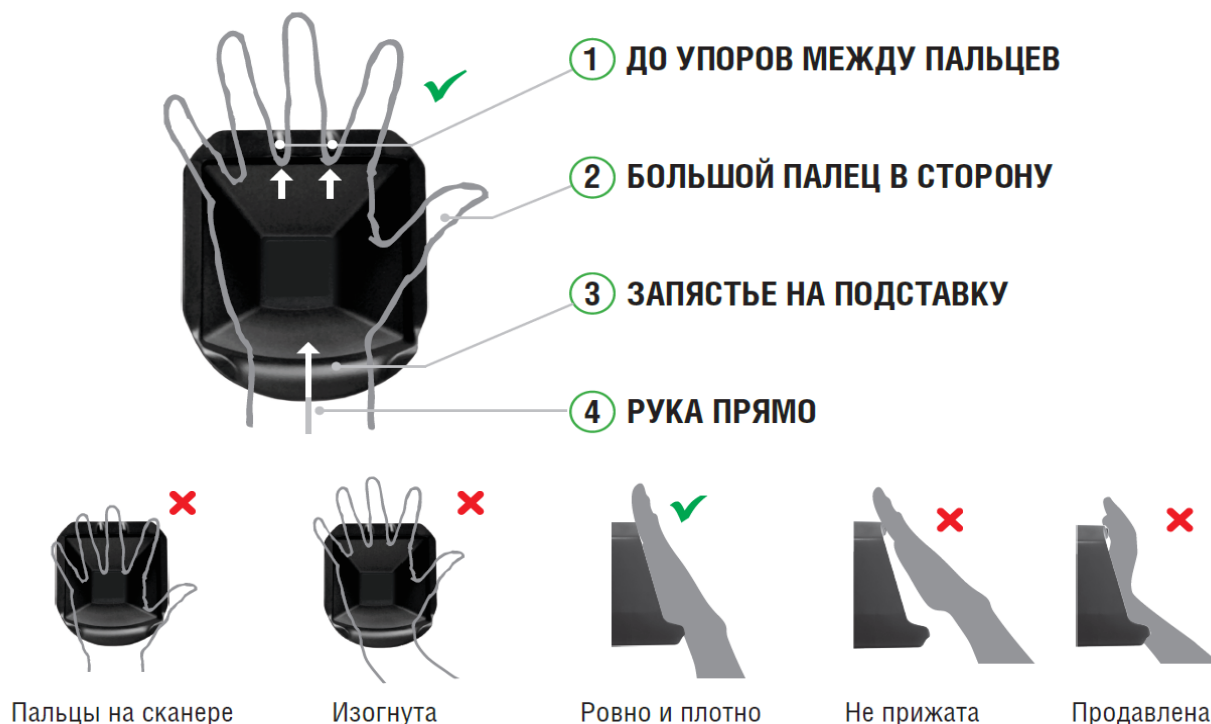 1 ДО УПОРОВ МЕЖДУ ПАЛЬЦЕВ
2 БОЛЬШОЙ ПАЛЕЦ В СТОРОНУ
3 ЗАПЯСТЬЕ НА ПОДСТАВКУ
4 РУКА ПРЯМО
Пальцы на сканере
Изогнута
Ровно и плотно
Не прижата
Продавлена